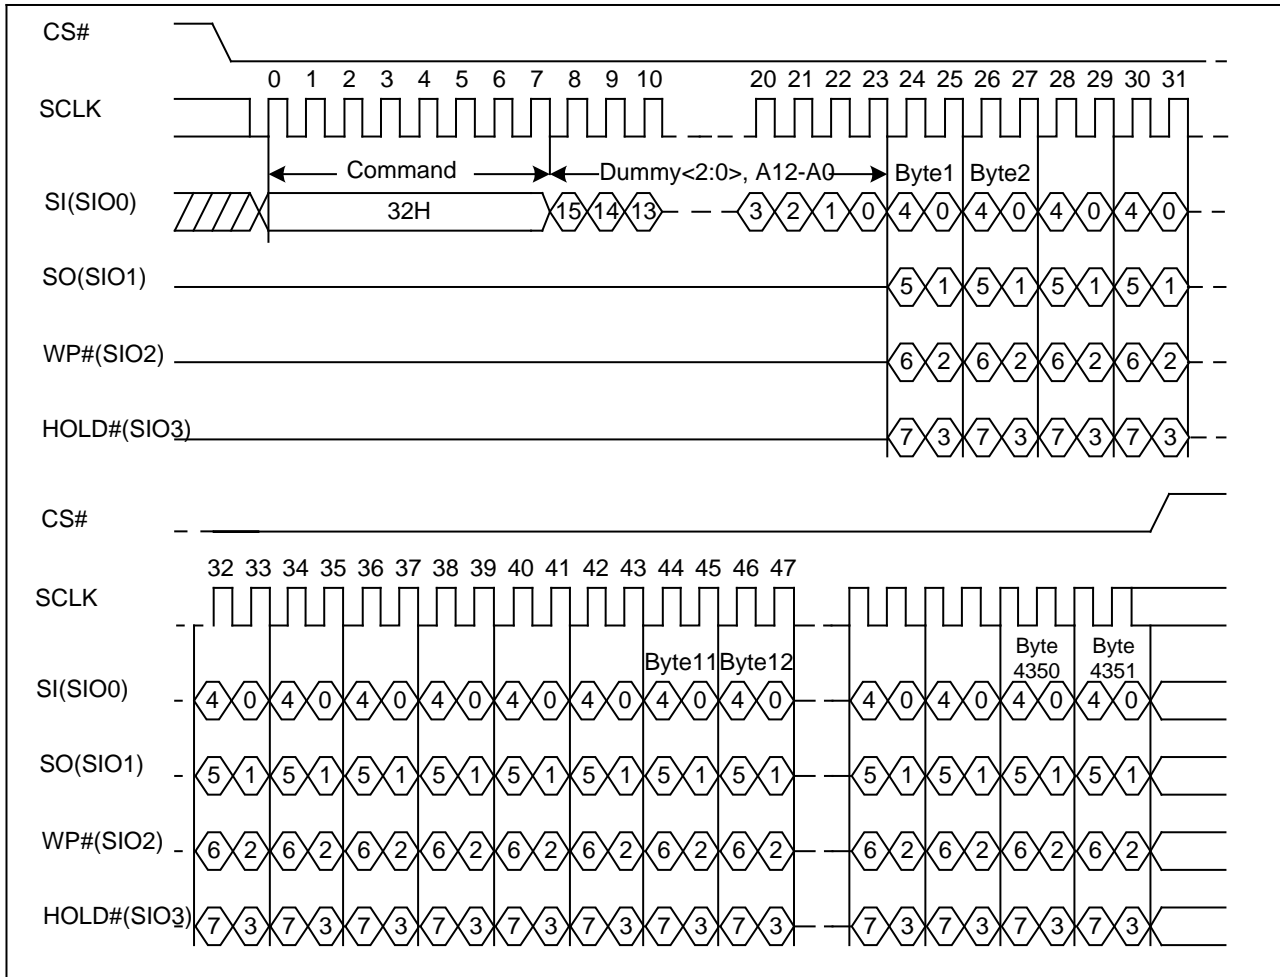 CS#
0 1 2 3 4 5 6 7 8 9 10 20 21 22 23 24 25 26 27 28 29 30 31
SCLK
Command Dummy<2:0>, A12-A0 Byte1 Byte2
SI(SIO0) 32H 15 14 13 3 2 1 0 4 0 4 0 4 0 4 0
SO(SIO1) 5 1 5 1 5 1 5 1
WP#(SIO2) 6 2 6 2 6 2 6 2
HOLD#(SIO3) 7 3 7 3 7 3 7 3
CS#
32 33 34 35 36 37 38 39 40 41 42 43 44 45 46 47
SCLK
Byte11 Byte12 Byte 4350 Byte 4351
SI(SIO0) 4 0 4 0 4 0 4 0 4 0 4 0 4 0 4 0 4 0 4 0 4 0 4 0
SO(SIO1) 5 1 5 1 5 1 5 1 5 1 5 1 5 1 5 1 5 1 5 1 5 1 5 1
WP#(SIO2) 6 2 6 2 6 2 6 2 6 2 6 2 6 2 6 2 6 2 6 2 6 2 6 2
HOLD#(SIO3) 7 3 7 3 7 3 7 3 7 3 7 3 7 3 7 3 7 3 7 3 7 3 7 3